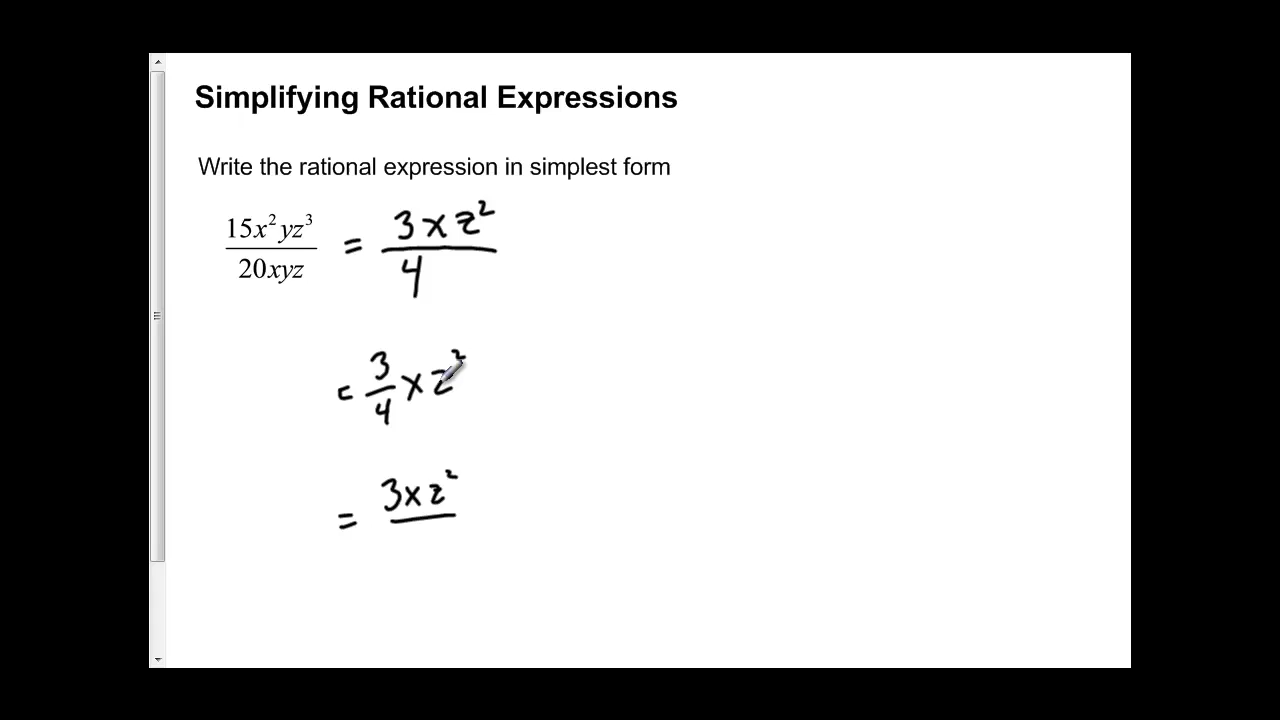 Simplifying Rational Expressions
Write the rational expression in simplest form
15x²yz³ / 20xyz = 3xz² / 4
= 3/4 xz²
= 3xz²